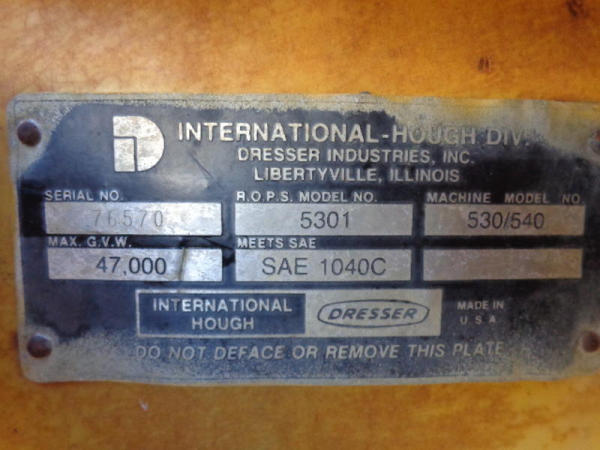 INTERNATIONAL-HOUGH DIV.
DRESSER INDUSTRIES, INC.
LIBERTYVILLE, ILLINOIS
SERIAL NO. R.O.P.S. MODEL NO. MACHINE MODEL NO
76570 5301 530/540
MAX. G.V.W. MEETS SAE
47,000 SAE 1040C
INTERNATIONAL HOUGH DRESSER MADE IN U S A
DO NOT DEFACE OR REMOVE THIS PLATE